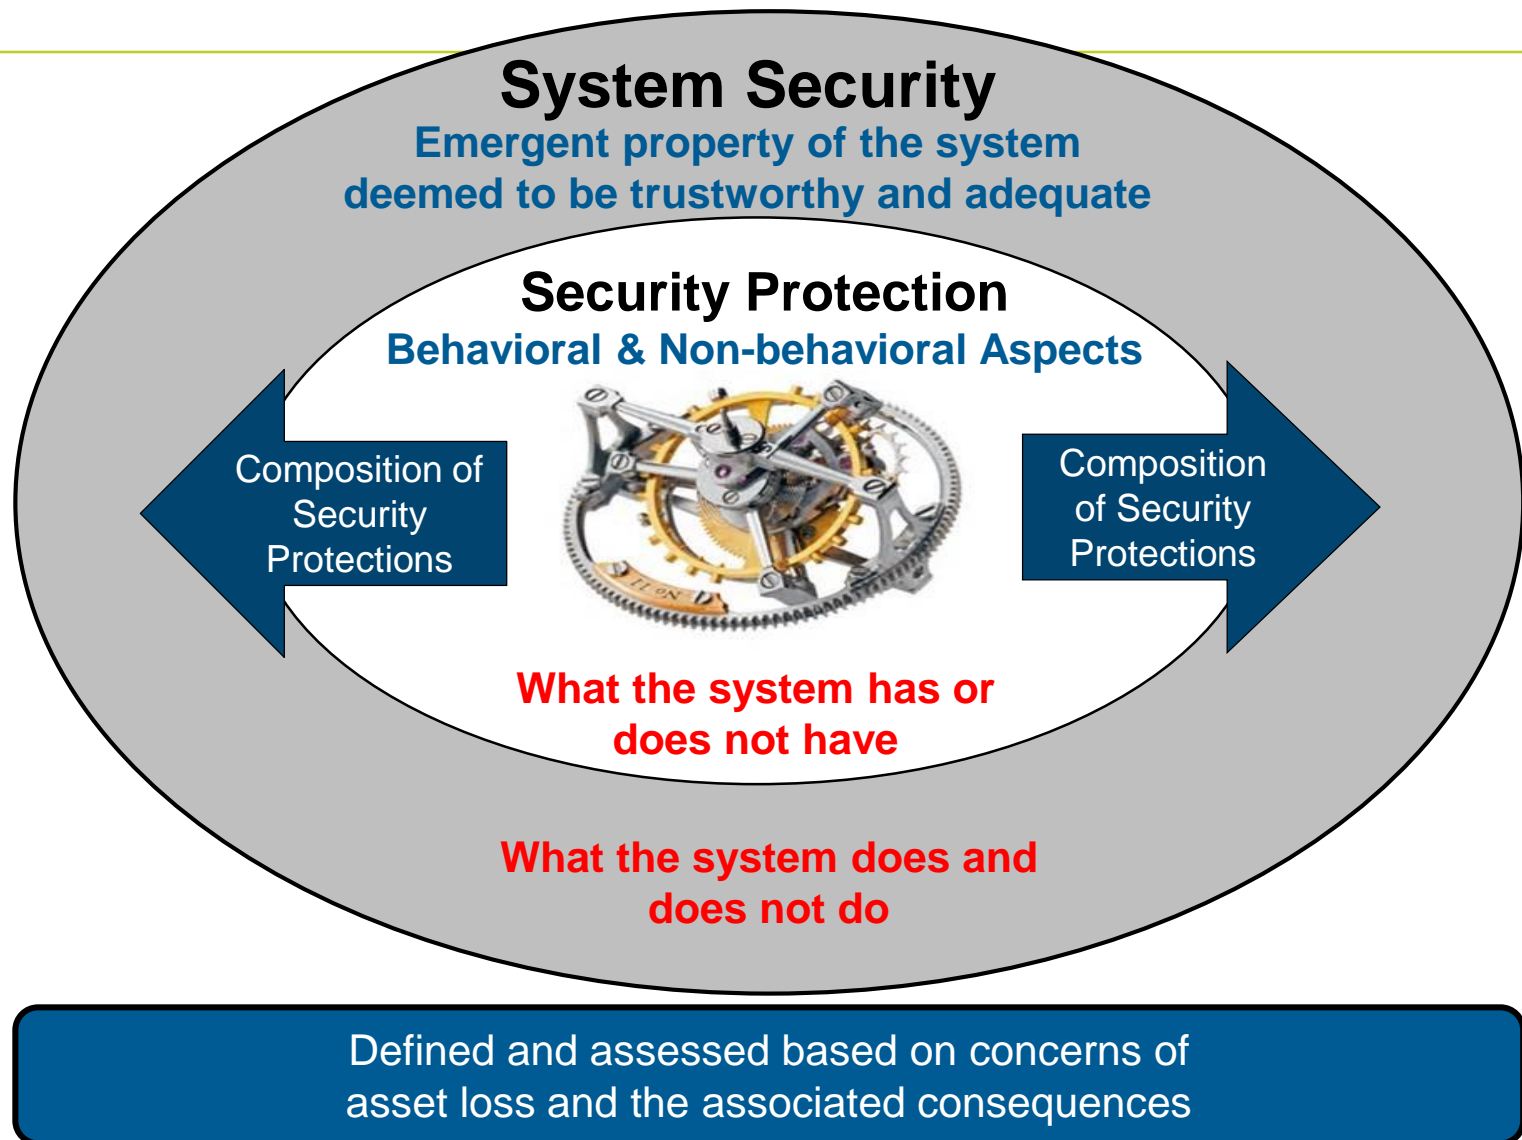 System Security
Emergent property of the system
deemed to be trustworthy and adequate
Security Protection
Behavioral & Non-behavioral Aspects
Composition of
Security
Protections
Composition
of Security
Protections
No 11
What the system has or
does not have
What the system does and
does not do
Defined and assessed based on concerns of
asset loss and the associated consequences